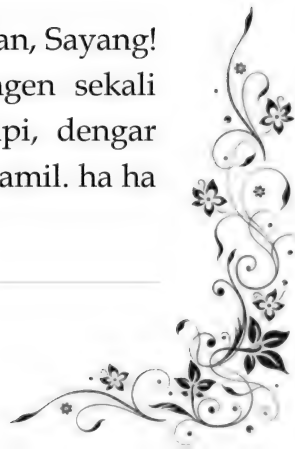 an, Sayang!
ngen sekali
pi, dengar
amil. ha ha